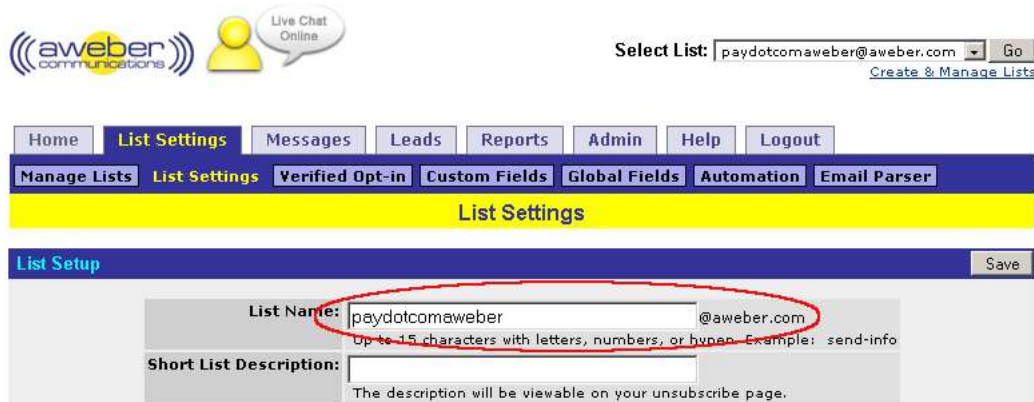 Live Chat
Online
((aweber))
communications
Select List: paydotcomaweber@aweber.com Go
Create & Manage Lists
Home List Settings Messages Leads Reports Admin Help Logout
Manage Lists List Settings Verified Opt-in Custom Fields Global Fields Automation Email Parser
List Settings
List Setup Save
List Name: paydotcomaweber @aweber.com
Up to 15 characters with letters, numbers, or hypen. Example: send-info
Short List Description:
The description will be viewable on your unsubscribe page.